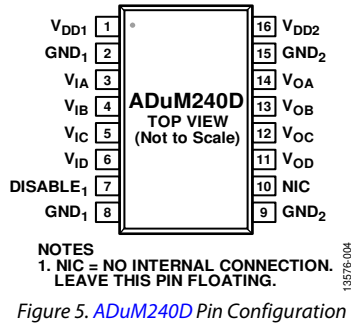 VDD1 1 16 VDD2
GND1 2 15 GND2
VIA 3 14 VOA
VIB 4 ADuM240D 13 VOB
TOP VIEW
VIC 5 (Not to Scale) 12 VOC
VID 6 11 VOD
DISABLE1 7 10 NIC
GND1 8 9 GND2
NOTES
1. NIC = NO INTERNAL CONNECTION.
LEAVE THIS PIN FLOATING.
13576-004
Figure 5. ADuM240D Pin Configuration